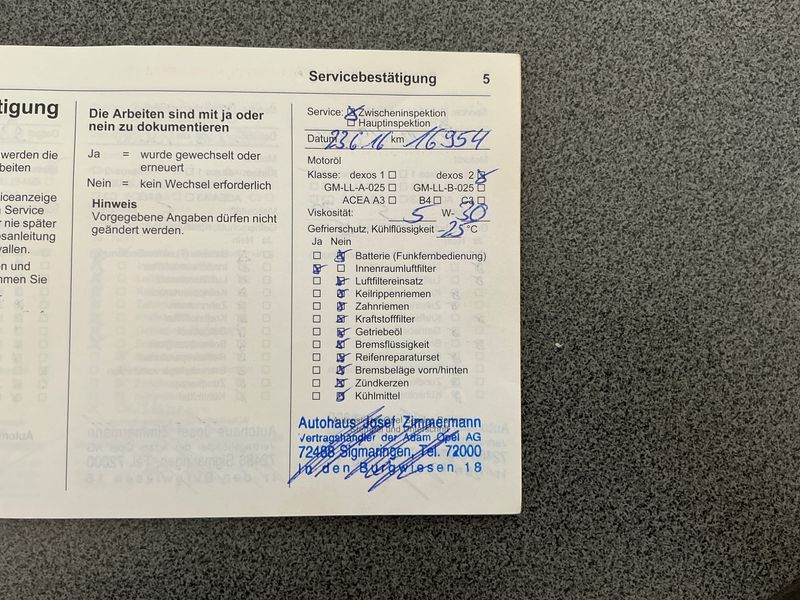 Servicebestätigung 5
tigung
werden die
beiten
iceanzeige
n Service
r nie später
osanleitung
vallen.
en und
hmen Sie
Die Arbeiten sind mit ja oder
nein zu dokumentieren
Ja = wurde gewechselt oder
erneuert
Nein = kein Wechsel erforderlich
Hinweis
Vorgegebene Angaben dürfen nicht
geändert werden.
Service: Zwischeninspektion
Hauptinspektion
Datum 23.6.16 km 16954
Motoröl
Klasse: dexos 1 dexos 2
GM-LL-A-025 GM-LL-B-025
ACEA A3 B4 C3
Viskosität: 5 W-30
Gefrierschutz, Kühlflüssigkeit -25 °C
Ja Nein
Batterie (Funkfernbedienung)
Innenraumluftfilter
Luftfiltereinsatz
Keilrippenriemen
Zahnriemen
Kraftstofffilter
Getriebeöl
Bremsflüssigkeit
Reifenreparaturset
Bremsbeläge vorn/hinten
Zündkerzen
Kühlmittel
Autohaus Josef Zimmermann
Vertragshändler der Adam Opel AG
72488 Sigmaringen, Tel. 72000
In den Burgwiesen 18